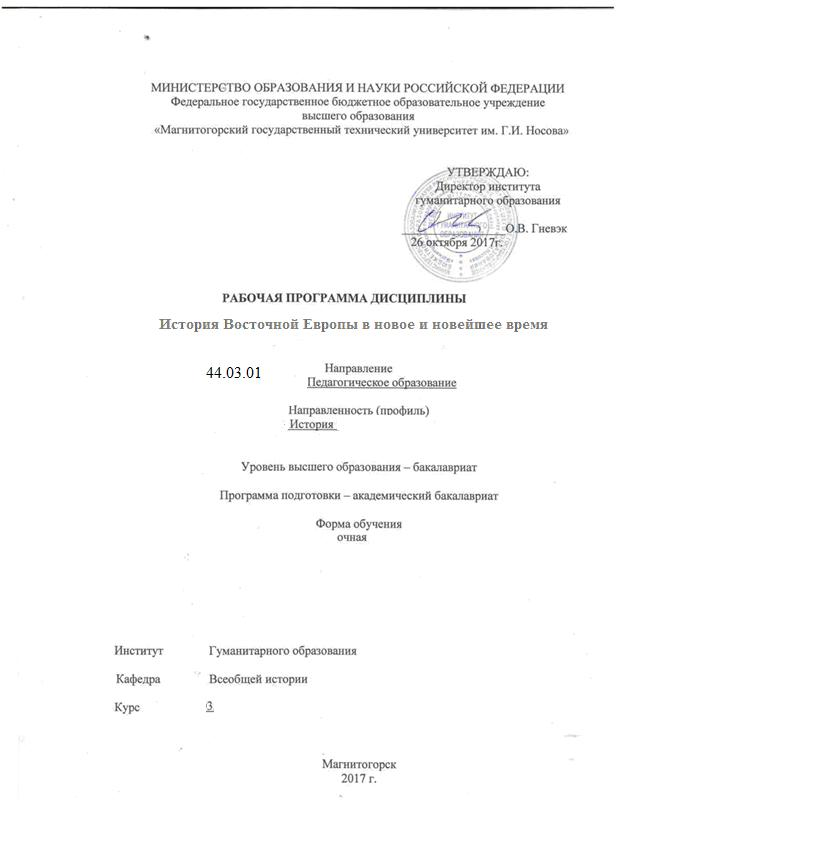 МИНИСТЕРСТВО ОБРАЗОВАНИЯ И НАУКИ РОССИЙСКОЙ ФЕДЕРАЦИИ
Федеральное государственное бюджетное образовательное учреждение
высшего образования
«Магнитогорский государственный технический университет им. Г.И. Носова»
УТВЕРЖДАЮ:
Директор института
гуманитарного образования
ИНСТИТУТ
ГУМАНИТАРНОГО
ОБРАЗОВАНИЯ
О.В. Гневэк
26 октября 2017г.
РАБОЧАЯ ПРОГРАММА ДИСЦИПЛИНЫ
История Восточной Европы в новое и новейшее время
44.03.01 Направление
Педагогическое образование
Направленность (профиль)
История
Уровень высшего образования – бакалавриат
Программа подготовки – академический бакалавриат
Форма обучения
очная
Институт Гуманитарного образования
Кафедра Всеобщей истории
Курс 3
Магнитогорск
2017 г.